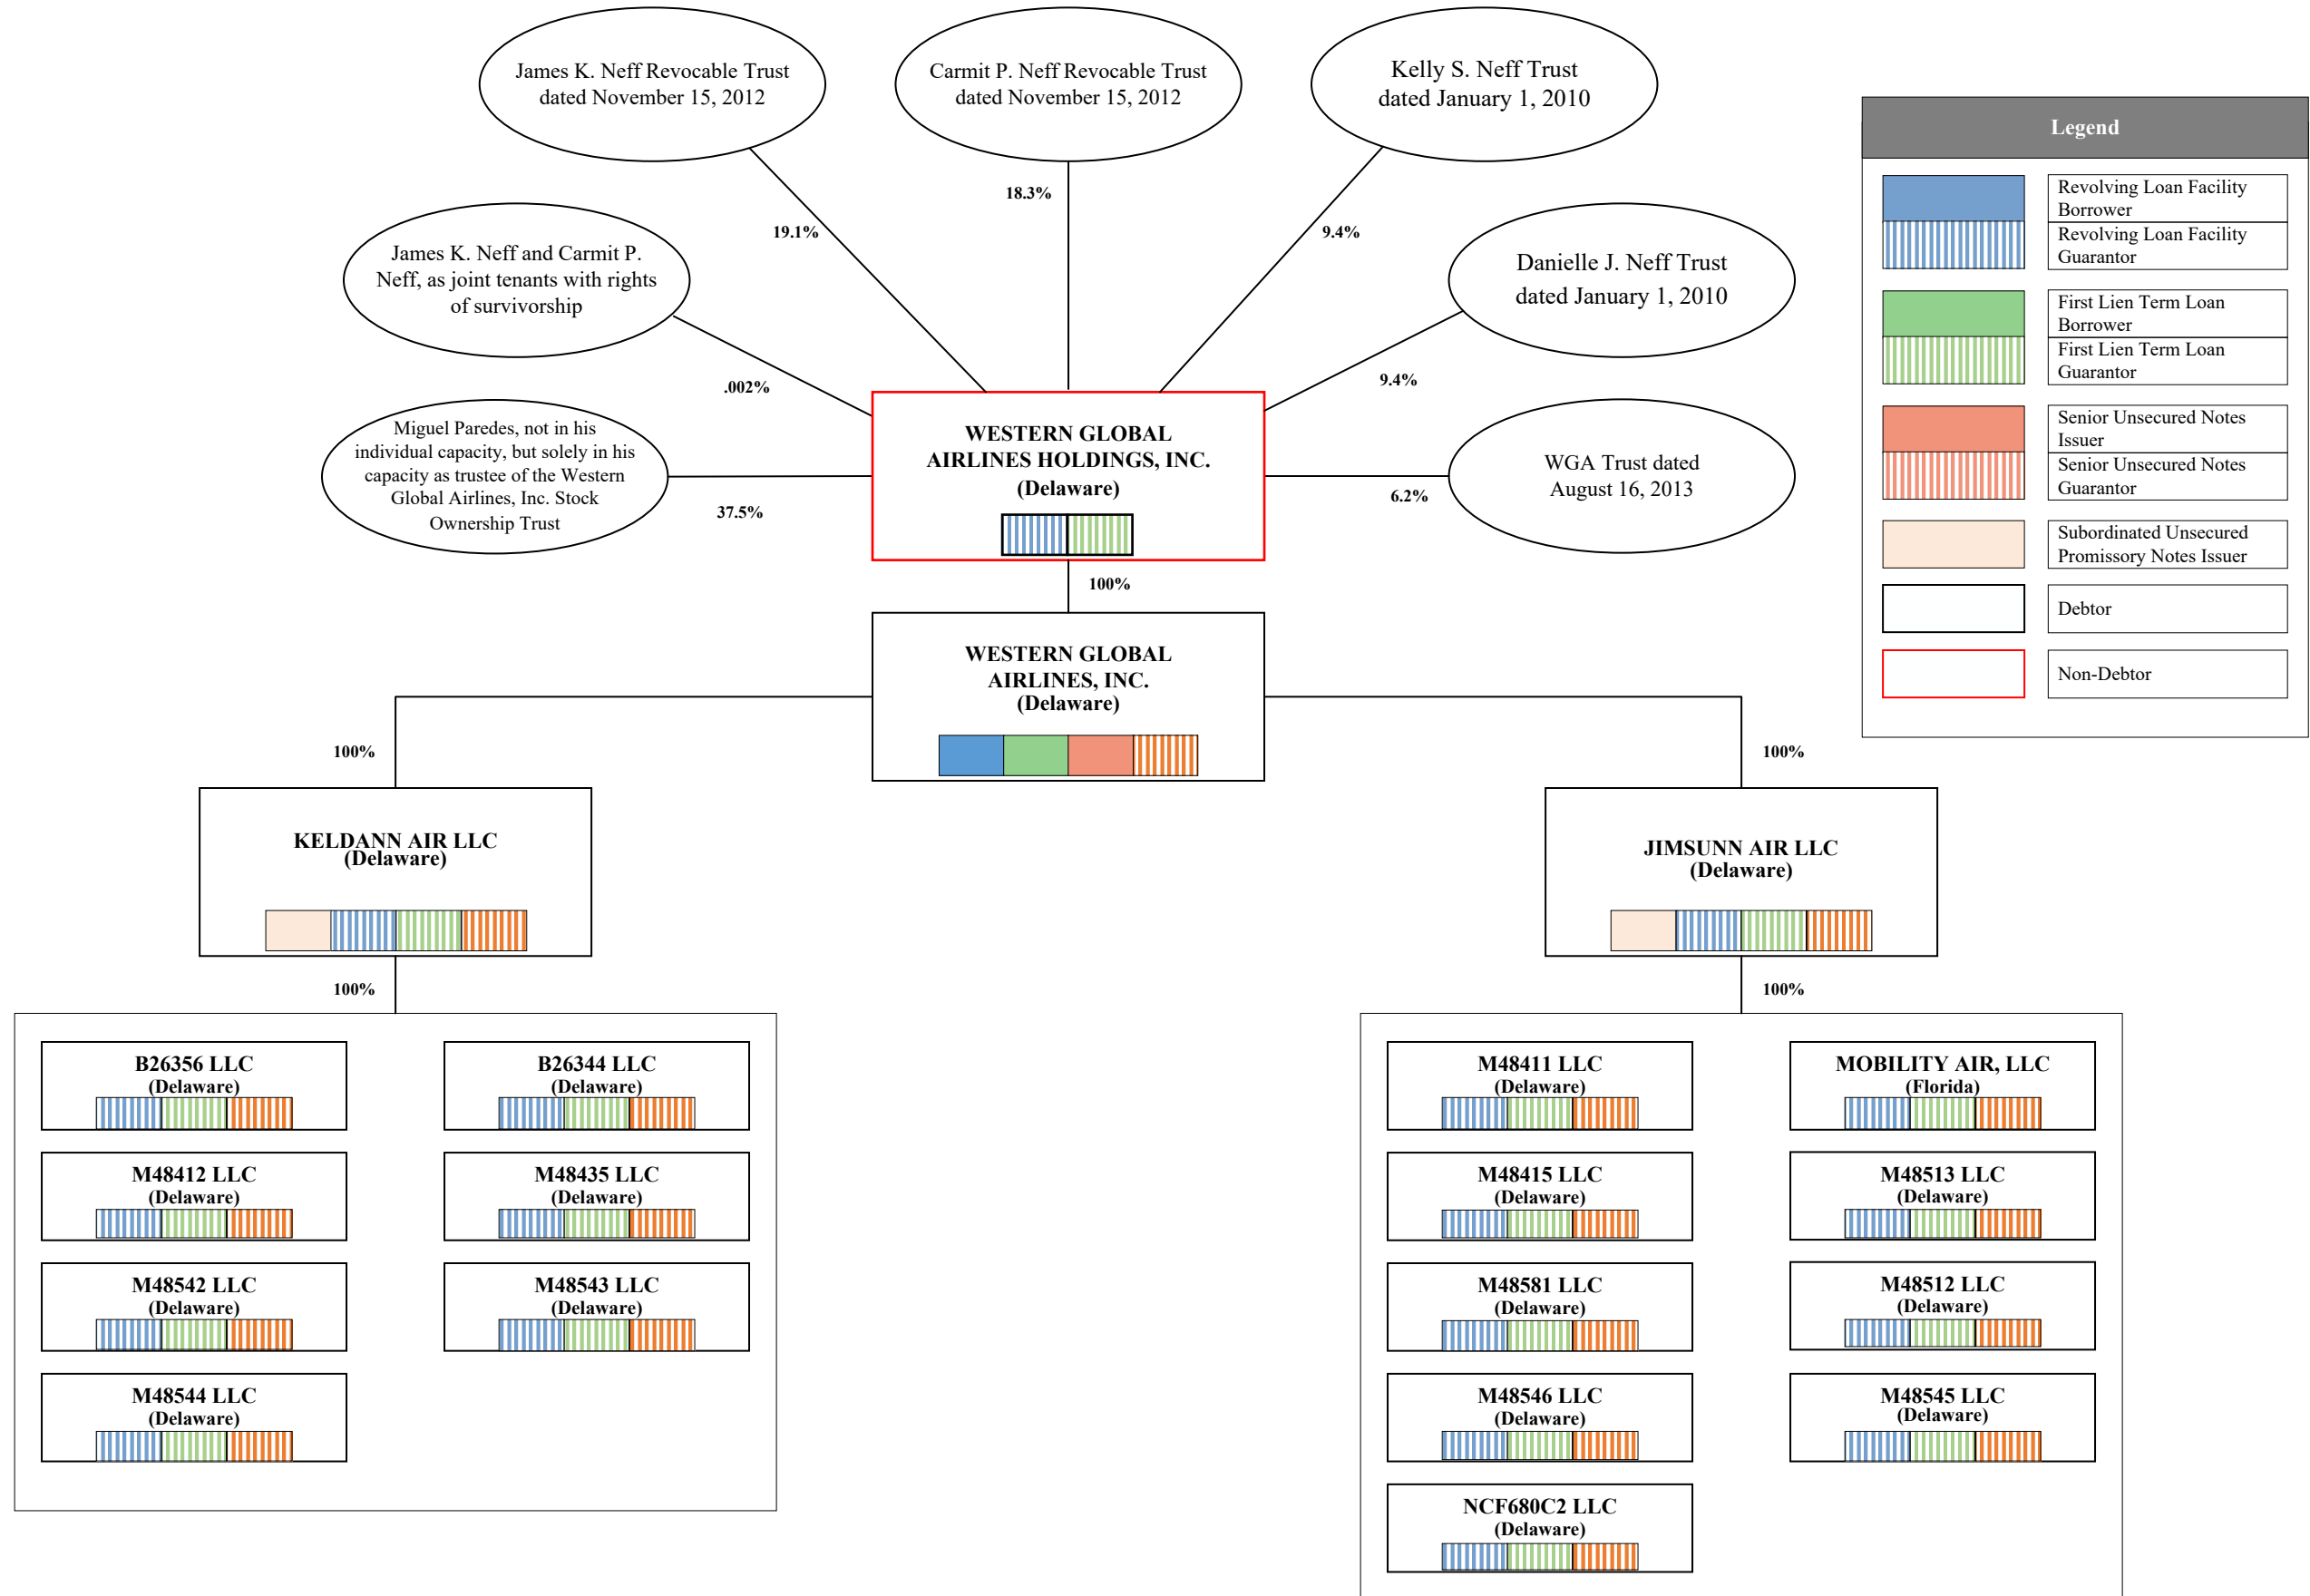 James K. Neff Revocable Trust
dated November 15, 2012
Carmit P. Neff Revocable Trust
dated November 15, 2012
Kelly S. Neff Trust
dated January 1, 2010
James K. Neff and Carmit P.
Neff, as joint tenants with rights
of survivorship
Danielle J. Neff Trust
dated January 1, 2010
Miguel Paredes, not in his
individual capacity, but solely in his
capacity as trustee of the Western
Global Airlines, Inc. Stock
Ownership Trust
WGA Trust dated
August 16, 2013
19.1%
18.3%
9.4%
.002%
9.4%
37.5%
6.2%
WESTERN GLOBAL
AIRLINES HOLDINGS, INC.
(Delaware)
100%
WESTERN GLOBAL
AIRLINES, INC.
(Delaware)
100%
100%
KELDANN AIR LLC
(Delaware)
JIMSUNN AIR LLC
(Delaware)
100%
100%
B26356 LLC
(Delaware)
B26344 LLC
(Delaware)
M48412 LLC
(Delaware)
M48435 LLC
(Delaware)
M48542 LLC
(Delaware)
M48543 LLC
(Delaware)
M48544 LLC
(Delaware)
M48411 LLC
(Delaware)
MOBILITY AIR, LLC
(Florida)
M48415 LLC
(Delaware)
M48513 LLC
(Delaware)
M48581 LLC
(Delaware)
M48512 LLC
(Delaware)
M48546 LLC
(Delaware)
M48545 LLC
(Delaware)
NCF680C2 LLC
(Delaware)
Legend
Revolving Loan Facility
Borrower
Revolving Loan Facility
Guarantor
First Lien Term Loan
Borrower
First Lien Term Loan
Guarantor
Senior Unsecured Notes
Issuer
Senior Unsecured Notes
Guarantor
Subordinated Unsecured
Promissory Notes Issuer
Debtor
Non-Debtor